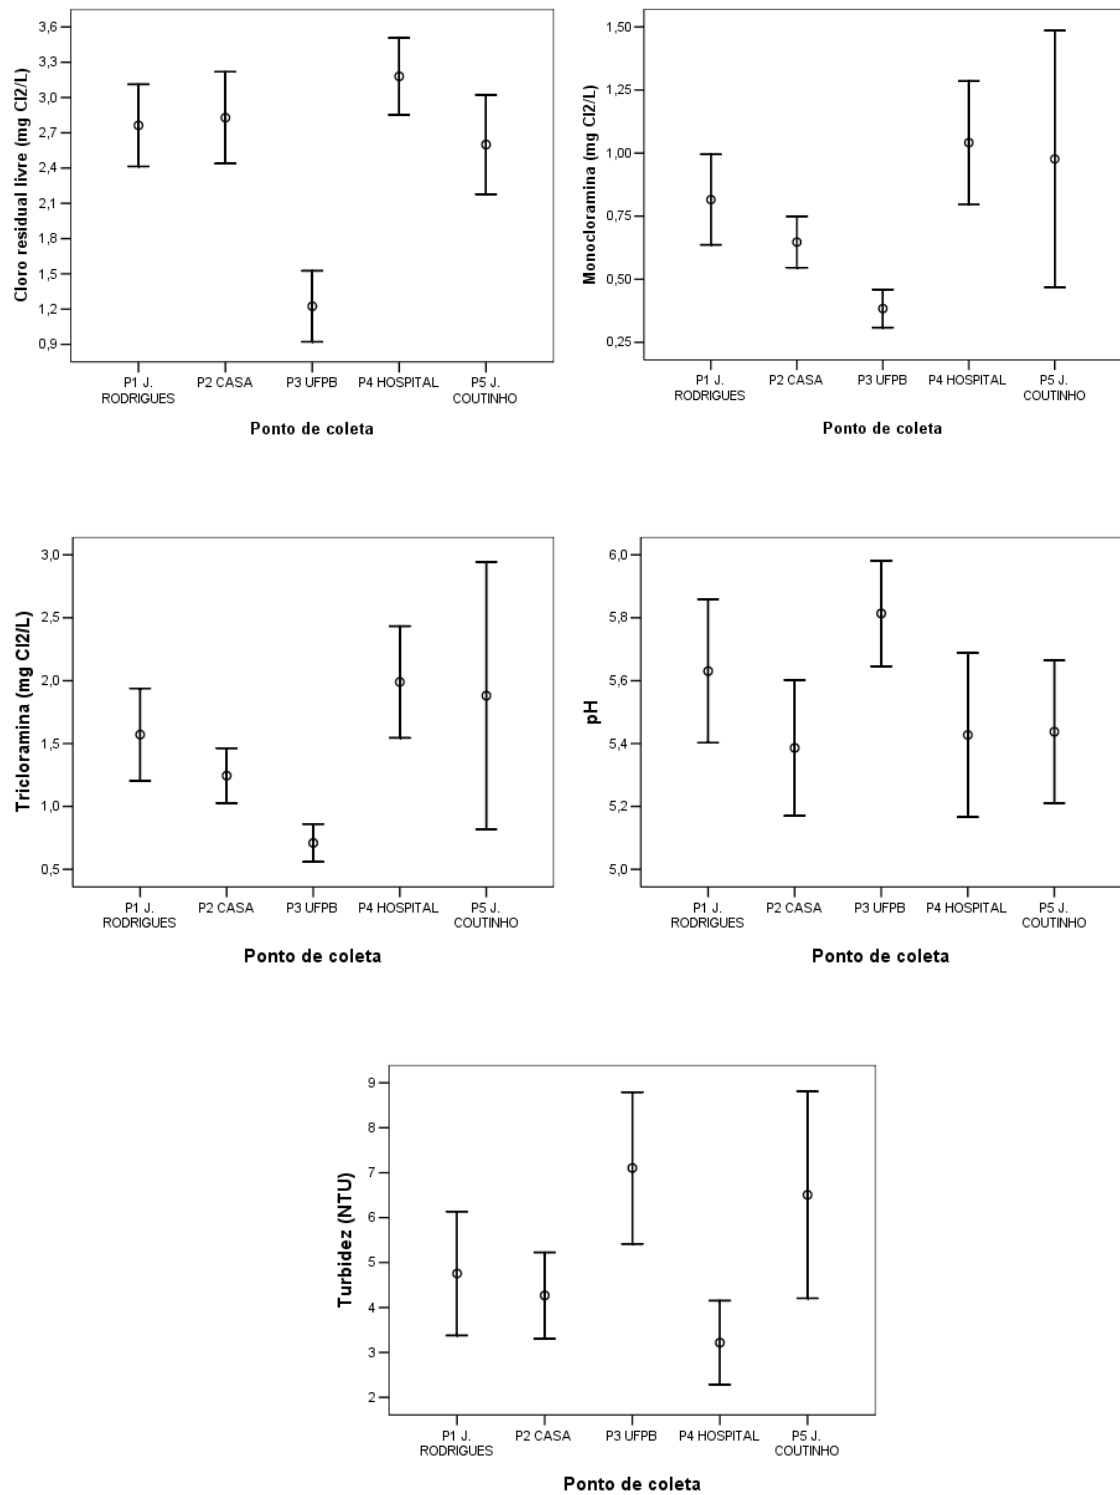 Cloro residual livre (mg Cl2/L)
3,6
3,3
3,0
2,7
2,4
2,1
1,8
1,5
1,2
0,9
P1 J. RODRIGUES
P2 CASA
P3 UFPB
P4 HOSPITAL
P5 J. COUTINHO
Ponto de coleta
Monocloramina (mg Cl2/L)
1,50
1,25
1,00
0,75
0,50
0,25
P1 J. RODRIGUES
P2 CASA
P3 UFPB
P4 HOSPITAL
P5 J. COUTINHO
Ponto de coleta
Tricloramina (mg Cl2/L)
3,0
2,5
2,0
1,5
1,0
0,5
P1 J. RODRIGUES
P2 CASA
P3 UFPB
P4 HOSPITAL
P5 J. COUTINHO
Ponto de coleta
pH
6,0
5,8
5,6
5,4
5,2
5,0
P1 J. RODRIGUES
P2 CASA
P3 UFPB
P4 HOSPITAL
P5 J. COUTINHO
Ponto de coleta
Turbidez (NTU)
9
8
7
6
5
4
3
2
P1 J. RODRIGUES
P2 CASA
P3 UFPB
P4 HOSPITAL
P5 J. COUTINHO
Ponto de coleta